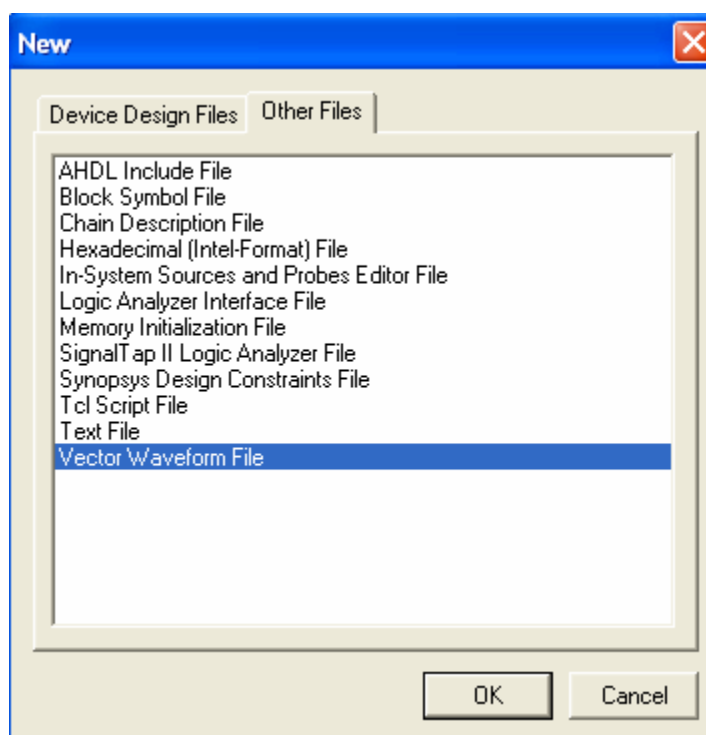 New
Device Design Files
Other Files
AHDL Include File
Block Symbol File
Chain Description File
Hexadecimal (Intel-Format) File
In-System Sources and Probes Editor File
Logic Analyzer Interface File
Memory Initialization File
SignalTap II Logic Analyzer File
Synopsys Design Constraints File
Tcl Script File
Text File
Vector Waveform File
OK
Cancel